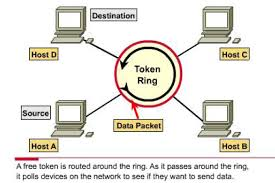 Destination
Host D
Host C
Token
Ring
Source
Data Packet
Host A
Host B
A free token is routed around the ring. As it passes around the ring,
it polls devices on the network to see if they want to send data.